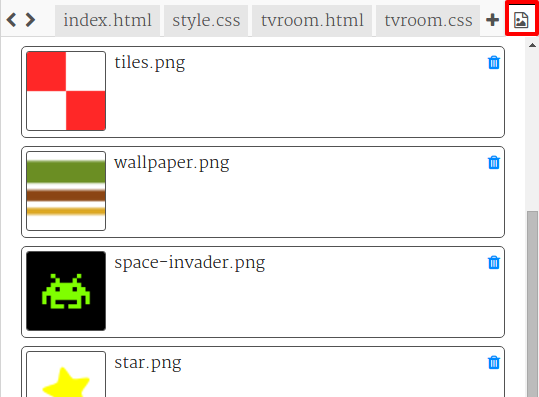 index.html style.css tvroom.html tvroom.css
tiles.png
wallpaper.png
space-invader.png
star.png